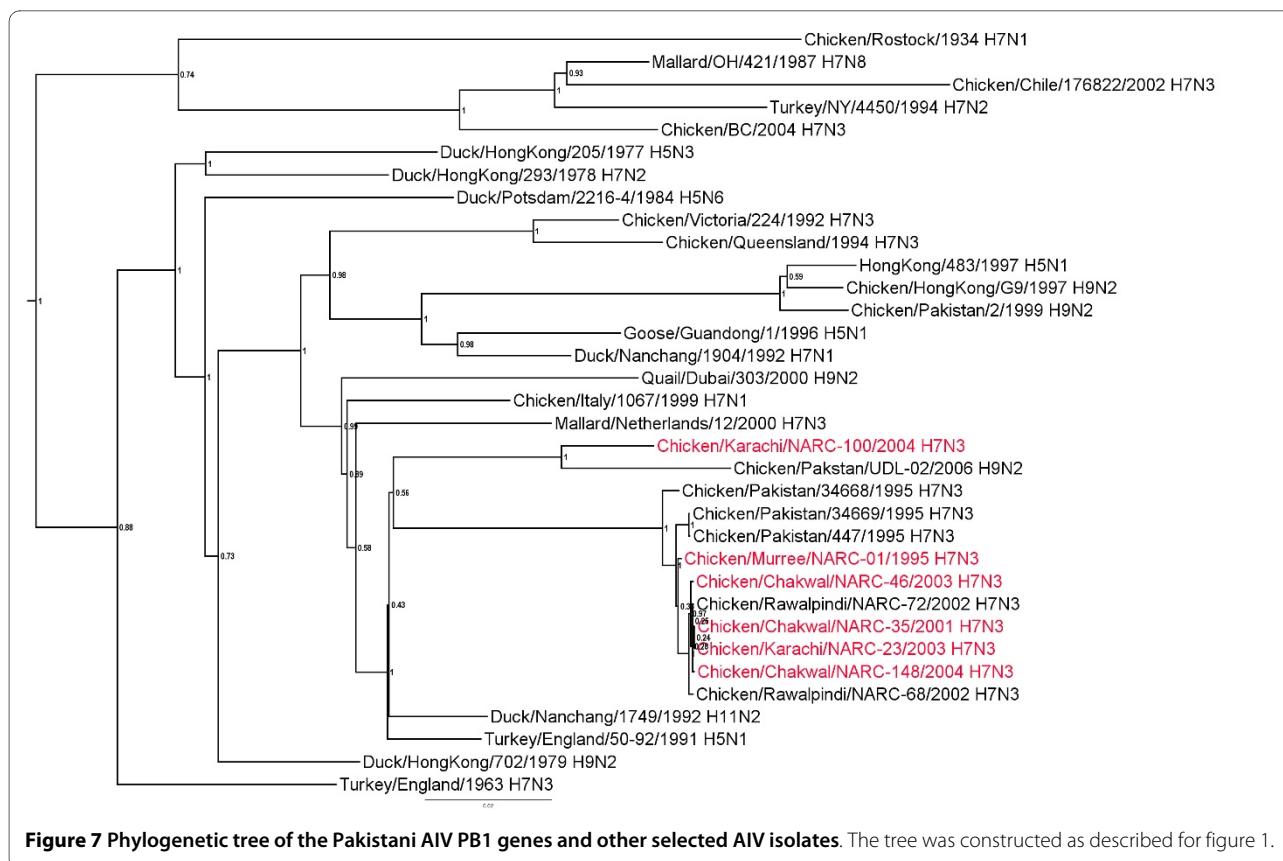 Chicken/Rostock/1934 H7N1
Mallard/OH/421/1987 H7N8
0.93
0.74
Chicken/Chile/176822/2002 H7N3
1
Turkey/NY/4450/1994 H7N2
1
Chicken/BC/2004 H7N3
Duck/HongKong/205/1977 H5N3
1
Duck/HongKong/293/1978 H7N2
Duck/Potsdam/2216-4/1984 H5N6
Chicken/Victoria/224/1992 H7N3
1
Chicken/Queensland/1994 H7N3
HongKong/483/1997 H5N1
0.59
1
0.98
Chicken/HongKong/G9/1997 H9N2
1
1
Chicken/Pakistan/2/1999 H9N2
1
Goose/Guandong/1/1996 H5N1
0.98
1
Duck/Nanchang/1904/1992 H7N1
Quail/Dubai/303/2000 H9N2
1
Chicken/Italy/1067/1999 H7N1
Mallard/Netherlands/12/2000 H7N3
0.99
Chicken/Karachi/NARC-100/2004 H7N3
1
Chicken/Pakstan/UDL-02/2006 H9N2
0.89
0.56
Chicken/Pakistan/34668/1995 H7N3
Chicken/Pakistan/34669/1995 H7N3
0.88
1
1
Chicken/Pakistan/447/1995 H7N3
0.73
0.58
Chicken/Murree/NARC-01/1995 H7N3
1
Chicken/Chakwal/NARC-46/2003 H7N3
0.43
Chicken/Rawalpindi/NARC-72/2002 H7N3
0.97
Chicken/Chakwal/NARC-35/2001 H7N3
0.24
Chicken/Karachi/NARC-23/2003 H7N3
1
Chicken/Chakwal/NARC-148/2004 H7N3
Chicken/Rawalpindi/NARC-68/2002 H7N3
Duck/Nanchang/1749/1992 H11N2
Turkey/England/50-92/1991 H5N1
Duck/HongKong/702/1979 H9N2
Turkey/England/1963 H7N3
0.02
Figure 7 Phylogenetic tree of the Pakistani AIV PB1 genes and other selected AIV isolates. The tree was constructed as described for figure 1.